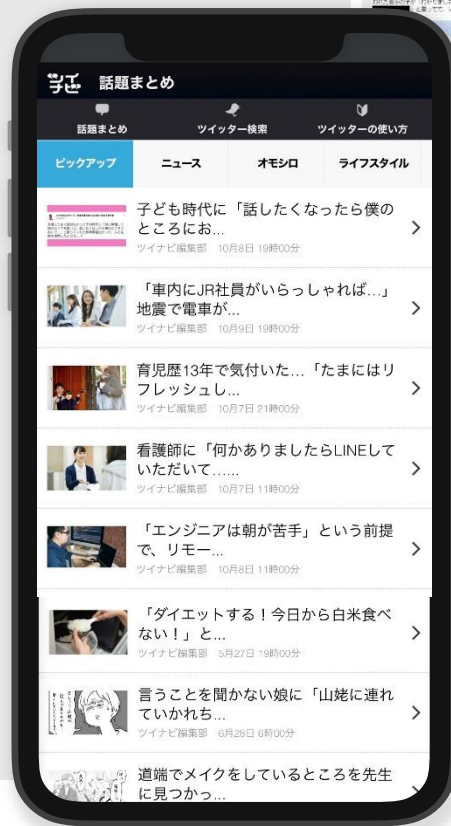 ツイナビ 話題まとめ
話題まとめ ツイッター検索 ツイッターの使い方
ピックアップ ニュース オモシロ ライフスタイル
子ども時代に「話したくなったら僕の
ところにお...
ツイナビ編集部 10月8日 19時00分
「車内にJR社員がいらっしゃれば…」
地震で電車が...
ツイナビ編集部 10月9日 19時00分
育児歴13年で気付いた…「たまにはリ
フレッシュし...
ツイナビ編集部 10月7日 21時00分
看護師に「何かありましたらLINEして
いただいて…...
ツイナビ編集部 10月7日 11時00分
「エンジニアは朝が苦手」という前提
で、リモー...
ツイナビ編集部 10月8日 11時00分
「ダイエットする！今日から白米食べ
ない！」と...
ツイナビ編集部 5月27日 19時00分
言うことを聞かない娘に「山姥に連れ
ていかれち...
ツイナビ編集部 6月28日 6時00分
道端でメイクをしているところを先生
に見つかっ...